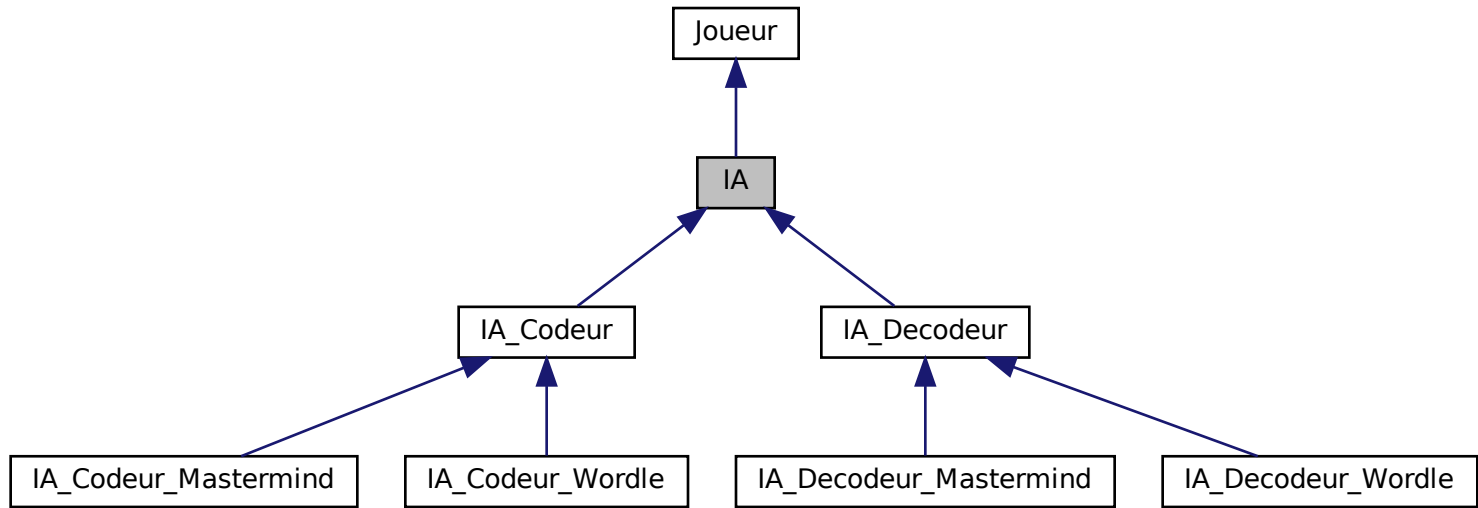 Joueur
IA
IA_Codeur
IA_Decodeur
IA_Codeur_Mastermind
IA_Codeur_Wordle
IA_Decodeur_Mastermind
IA_Decodeur_Wordle